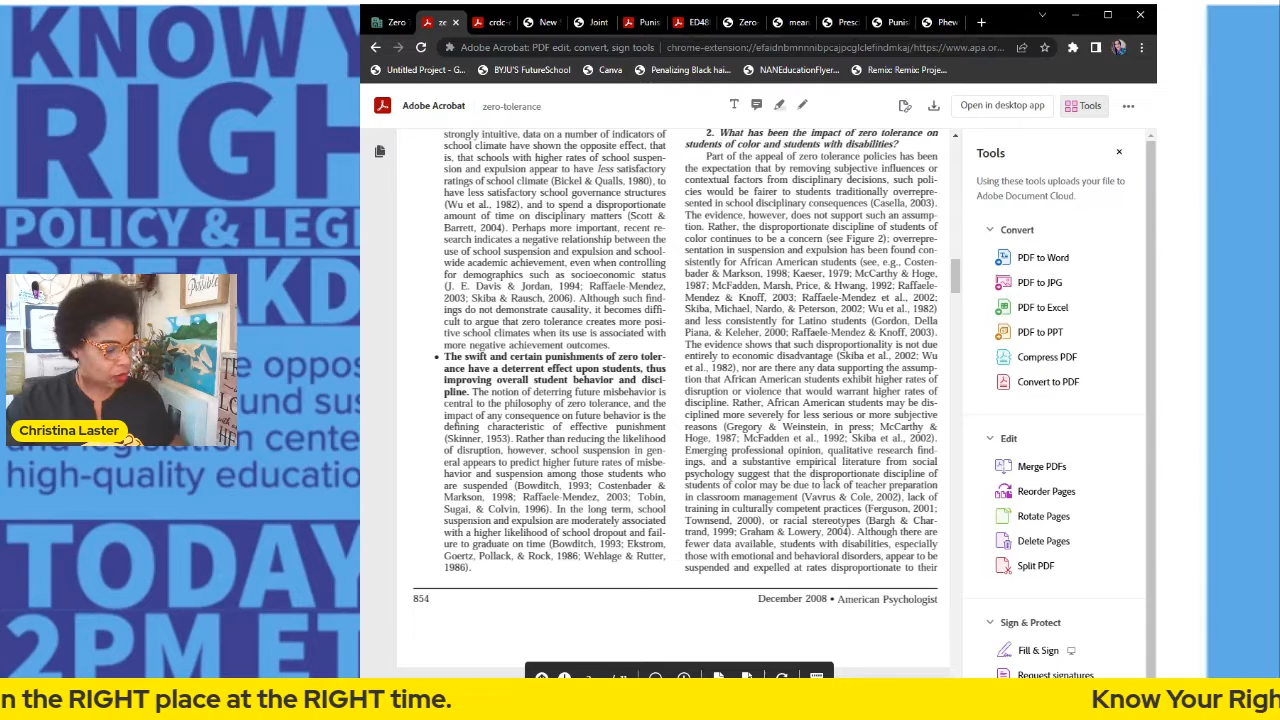 KNOW Y
RIGH
POLICY & LEGI
KD
e oppos
und sus
n cente
high-quality educat
TODAY
2PM ET
Christina Laster
n the RIGHT place at the RIGHT time.
Know Your Righ
Zero
ze
crdc-
New
Joint
Punis
ED48
Zero-
mean
Presc
Punis
Phew
Adobe Acrobat: PDF edit, convert, sign tools
chrome-extension://efaidnbmnnnibpcajpcglclefindmkaj/https://www.apa.or...
Untitled Project - G...
BYJU'S FutureSchool
Canva
Penalizing Black hai...
NANEducationFlyer...
Remix: Remix Proje...
Adobe Acrobat
zero-tolerance
Open in desktop app
Tools
strongly intuitive, data on a number of indicators of
school climate have shown the opposite effect, that
is, that schools with higher rates of school suspen-
sion and expulsion appear to have less satisfactory
ratings of school climate (Bickel & Qualls, 1980), to
have less satisfactory school governance structures
(Wu et al., 1982), and to spend a disproportionate
amount of time on disciplinary matters (Scott &
Barrett, 2004). Perhaps more important, recent re-
search indicates a negative relationship between the
use of school suspension and expulsion and school-
wide academic achievement, even when controlling
for demographics such as socioeconomic status
(J. E. Davis & Jordan, 1994; Raffaele-Mendez,
2003; Skiba & Rausch, 2006). Although such find-
ings do not demonstrate causality, it becomes diffi-
cult to argue that zero tolerance creates more posi-
tive school climates when its use is associated with
more negative achievement outcomes.
• The swift and certain punishments of zero toler-
ance have a deterrent effect upon students, thus
improving overall student behavior and disci-
pline. The notion of deterring future misbehavior is
central to the philosophy of zero tolerance, and the
impact of any consequence on future behavior is the
defining characteristic of effective punishment
(Skinner, 1953). Rather than reducing the likelihood
of disruption, however, school suspension in gen-
eral appears to predict higher future rates of misbe-
havior and suspension among those students who
are suspended (Bowditch, 1993; Costenbader &
Markson, 1998; Raffaele-Mendez, 2003; Tobin,
Sugai, & Colvin, 1996). In the long term, school
suspension and expulsion are moderately associated
with a higher likelihood of school dropout and fail-
ure to graduate on time (Bowditch, 1993; Ekstrom,
Goertz, Pollack, & Rock, 1986; Wehlage & Rutter,
1986).
2. What has been the impact of zero tolerance on
students of color and students with disabilities?
Part of the appeal of zero tolerance policies has been
the expectation that by removing subjective influences or
contextual factors from disciplinary decisions, such poli-
cies would be fairer to students traditionally overrepre-
sented in school disciplinary consequences (Casella, 2003).
The evidence, however, does not support such an assump-
tion. Rather, the disproportionate discipline of students of
color continues to be a concern (see Figure 2); overrepre-
sentation in suspension and expulsion has been found con-
sistently for African American students (see, e.g., Costen-
bader & Markson, 1998; Kaeser, 1979; McCarthy & Hoge,
1987; McFadden, Marsh, Price, & Hwang, 1992; Raffaele-
Mendez & Knoff, 2003; Raffaele-Mendez et al., 2002;
Skiba, Michael, Nardo, & Peterson, 2002; Wu et al., 1982)
and less consistently for Latino students (Gordon, Della
Piana, & Keleher, 2000; Raffaele-Mendez & Knoff, 2003).
The evidence shows that such disproportionality is not due
entirely to economic disadvantage (Skiba et al., 2002; Wu
et al., 1982), nor are there any data supporting the assump-
tion that African American students exhibit higher rates of
disruption or violence that would warrant higher rates of
discipline. Rather, African American students may be dis-
ciplined more severely for less serious or more subjective
reasons (Gregory & Weinstein, in press; McCarthy &
Hoge, 1987; McFadden et al., 1992; Skiba et al., 2002).
Emerging professional opinion, qualitative research find-
ings, and a substantive empirical literature from social
psychology suggest that the disproportionate discipline of
students of color may be due to lack of teacher preparation
in classroom management (Vavrus & Cole, 2002), lack of
training in culturally competent practices (Ferguson, 2001;
Townsend, 2000), or racial stereotypes (Bargh & Char-
trand, 1999; Graham & Lowery, 2004). Although there are
fewer data available, students with disabilities, especially
those with emotional and behavioral disorders, appear to be
suspended and expelled at rates disproportionate to their
854
December 2008 • American Psychologist
Tools
Using these tools uploads your file to
Adobe Document Cloud.
Convert
PDF to Word
PDF to JPG
PDF to Excel
PDF to PPT
Compress PDF
Convert to PDF
Edit
Merge PDFs
Reorder Pages
Rotate Pages
Delete Pages
Split PDF
Sign & Protect
Fill & Sign
Request signatures